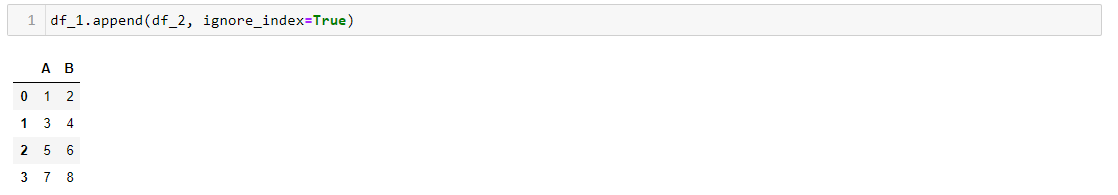 1 df_1.append(df_2, ignore_index=True)
A B
0 1 2
1 3 4
2 5 6
3 7 8